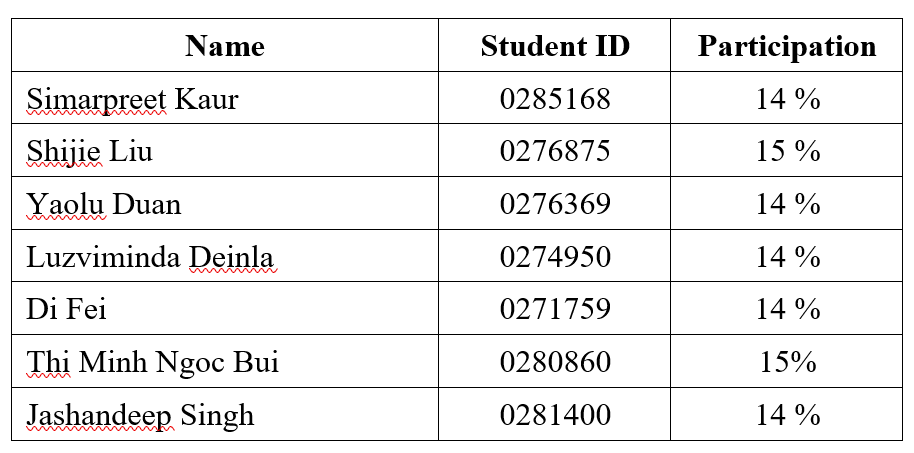 Name Student ID Participation
Simarpreet Kaur 0285168 14 %
Shijie Liu 0276875 15 %
Yaolu Duan 0276369 14 %
Luzviminda Deinla 0274950 14 %
Di Fei 0271759 14 %
Thi Minh Ngoc Bui 0280860 15%
Jashandeep Singh 0281400 14 %